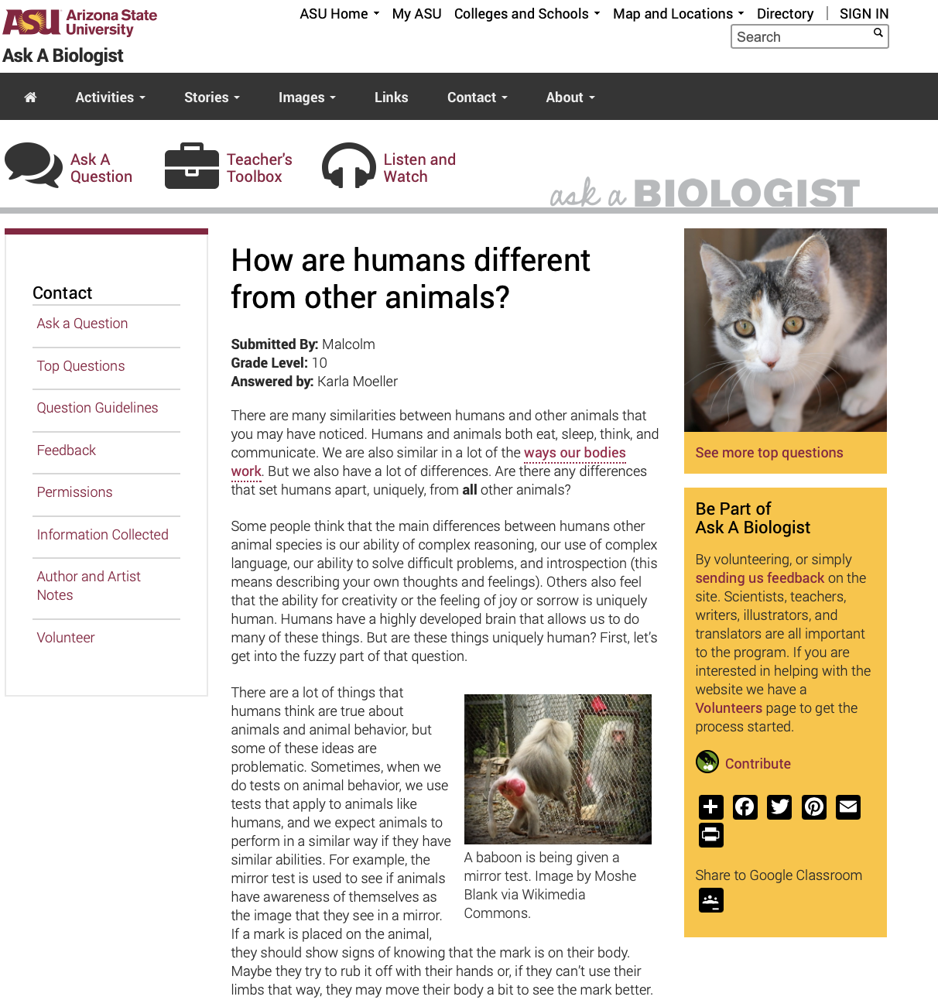 ASU Arizona State
University
Ask A Biologist
ASU Home
My ASU
Colleges and Schools
Map and Locations
Directory
SIGN IN
Search
Activities
Stories
Images
Links
Contact
About
Ask A
Question
Teacher's
Toolbox
Listen and
Watch
ask a BIOLOGIST
Contact
Ask a Question
Top Questions
Question Guidelines
Feedback
Permissions
Information Collected
Author and Artist
Notes
Volunteer
How are humans different
from other animals?
Submitted By: Malcolm
Grade Level: 10
Answered by: Karla Moeller
There are many similarities between humans and other animals that
you may have noticed. Humans and animals both eat, sleep, think, and
communicate. We are also similar in a lot of the ways our bodies
work. But we also have a lot of differences. Are there any differences
that set humans apart, uniquely, from all other animals?
Some people think that the main differences between humans other
animal species is our ability of complex reasoning, our use of complex
language, our ability to solve difficult problems, and introspection (this
means describing your own thoughts and feelings). Others also feel
that the ability for creativity or the feeling of joy or sorrow is uniquely
human. Humans have a highly developed brain that allows us to do
many of these things. But are these things uniquely human? First, let's
get into the fuzzy part of that question.
There are a lot of things that
humans think are true about
animals and animal behavior, but
some of these ideas are
problematic. Sometimes, when we
do tests on animal behavior, we use
tests that apply to animals like
humans, and we expect animals to
perform in a similar way if they have
similar abilities. For example, the
mirror test is used to see if animals
have awareness of themselves as
the image that they see in a mirror.
If a mark is placed on the animal,
they should show signs of knowing that the mark is on their body.
Maybe they try to rub it off with their hands or, if they can't use their
limbs that way, they may move their body a bit to see the mark better.
A baboon is being given a
mirror test. Image by Moshe
Blank via Wikimedia
Commons.
See more top questions
Be Part of
Ask A Biologist
By volunteering, or simply
sending us feedback on the
site. Scientists, teachers,
writers, illustrators, and
translators are all important
to the program. If you are
interested in helping with the
website we have a
Volunteers page to get the
process started.
Contribute
Share to Google Classroom